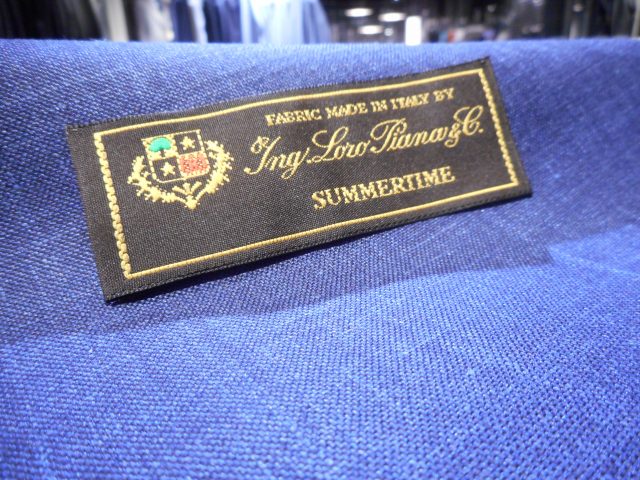 FABRIC MADE IN ITALY BY
Ing. Loro Piana & C.
SUMMERTIME